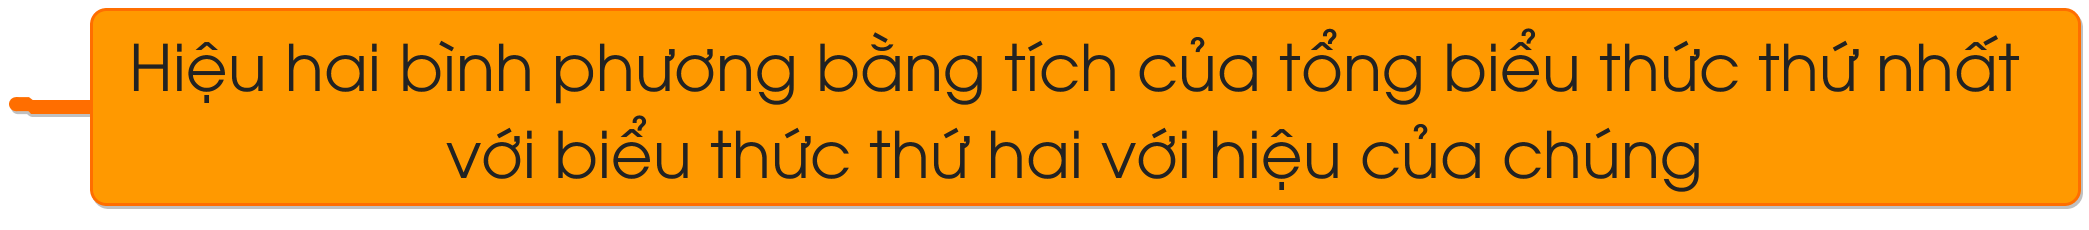 Hiệu hai bình phương bằng tích của tổng biểu thức thứ nhất
với biểu thức thứ hai với hiệu của chúng